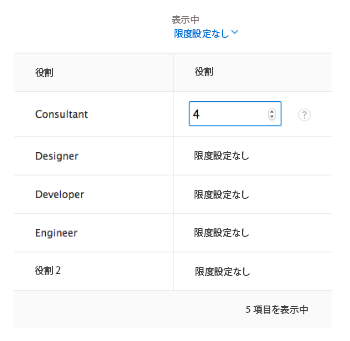 表示中
限度設定なし
役割 役割
Consultant 4 ?
Designer 限度設定なし
Developer 限度設定なし
Engineer 限度設定なし
役割 2 限度設定なし
5 項目を表示中